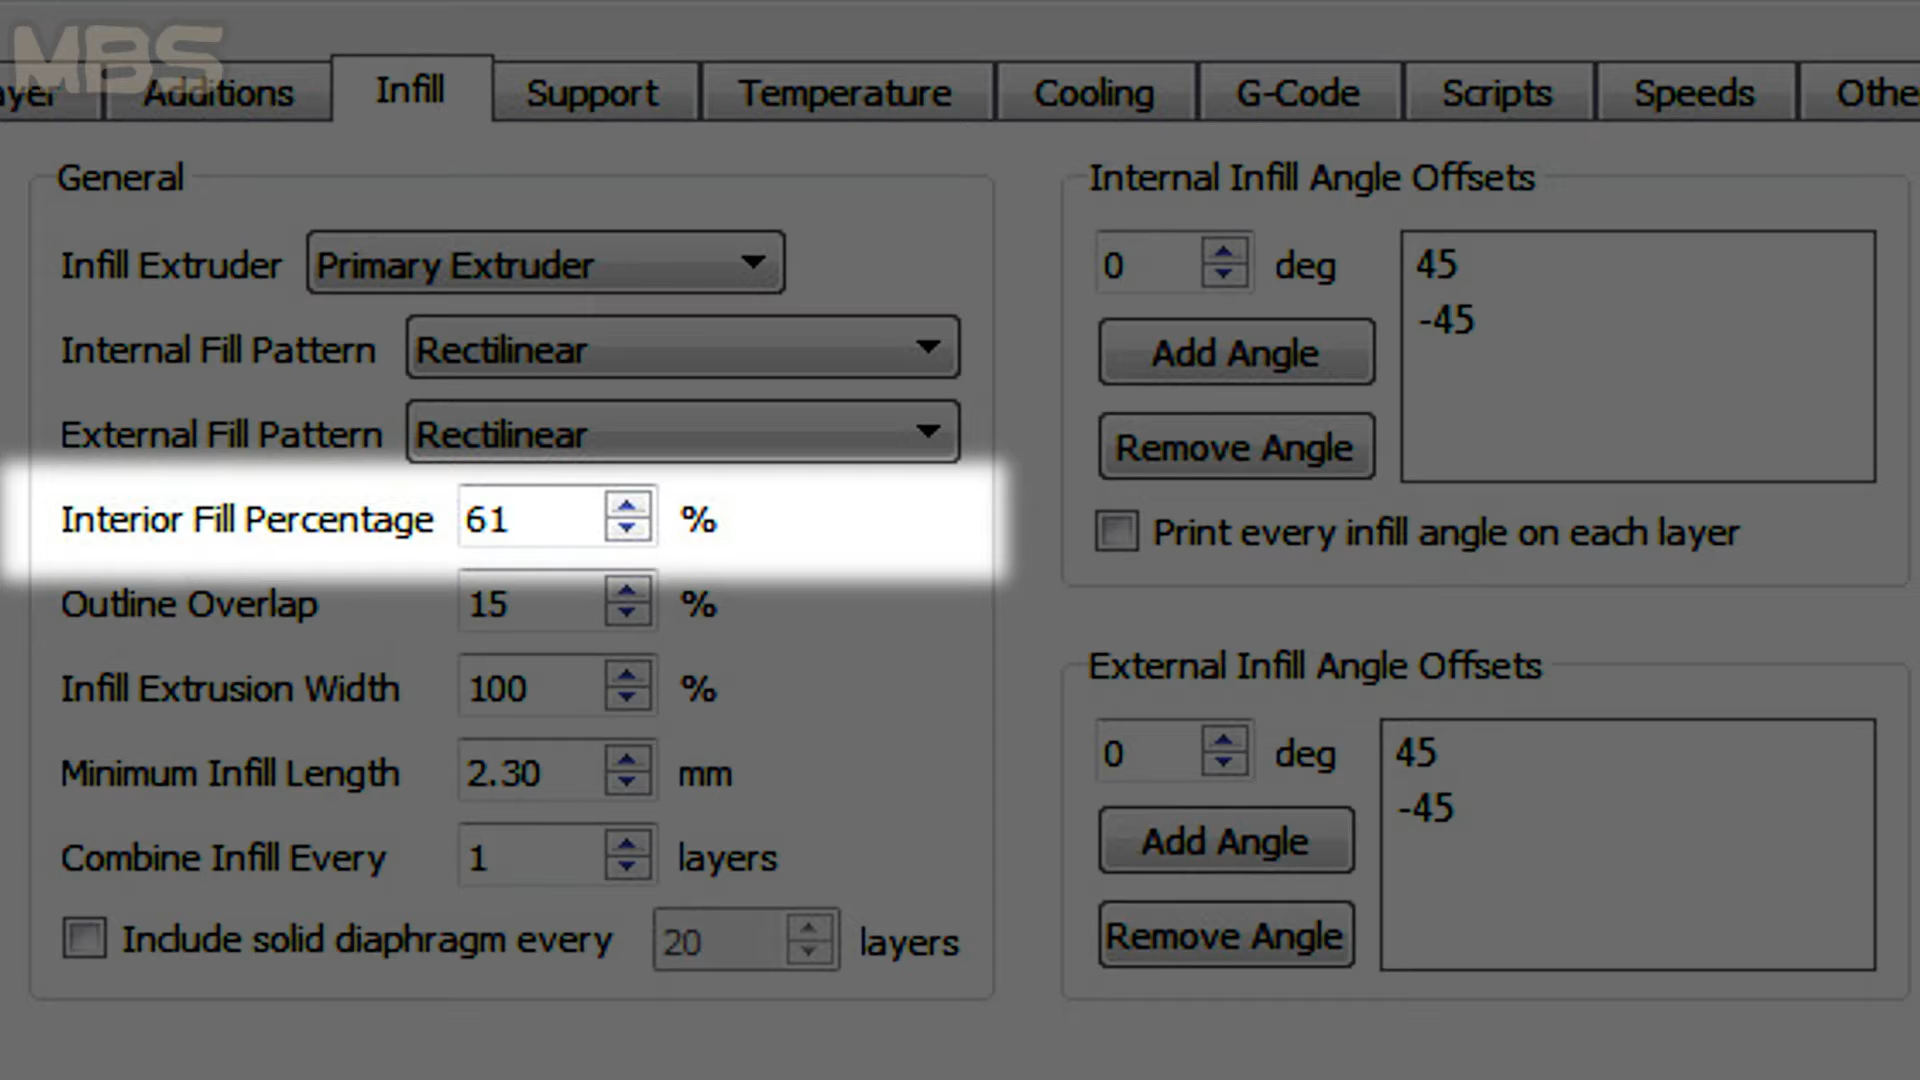 MBS
ayer Additions Infill Support Temperature Cooling G-Code Scripts Speeds Othe
General
Infill Extruder Primary Extruder
Internal Fill Pattern Rectilinear
External Fill Pattern Rectilinear
Interior Fill Percentage 61 %
Outline Overlap 15 %
Infill Extrusion Width 100 %
Minimum Infill Length 2.30 mm
Combine Infill Every 1 layers
Include solid diaphragm every 20 layers
Internal Infill Angle Offsets
0 deg
Add Angle
Remove Angle
45
-45
Print every infill angle on each layer
External Infill Angle Offsets
0 deg
Add Angle
Remove Angle
45
-45